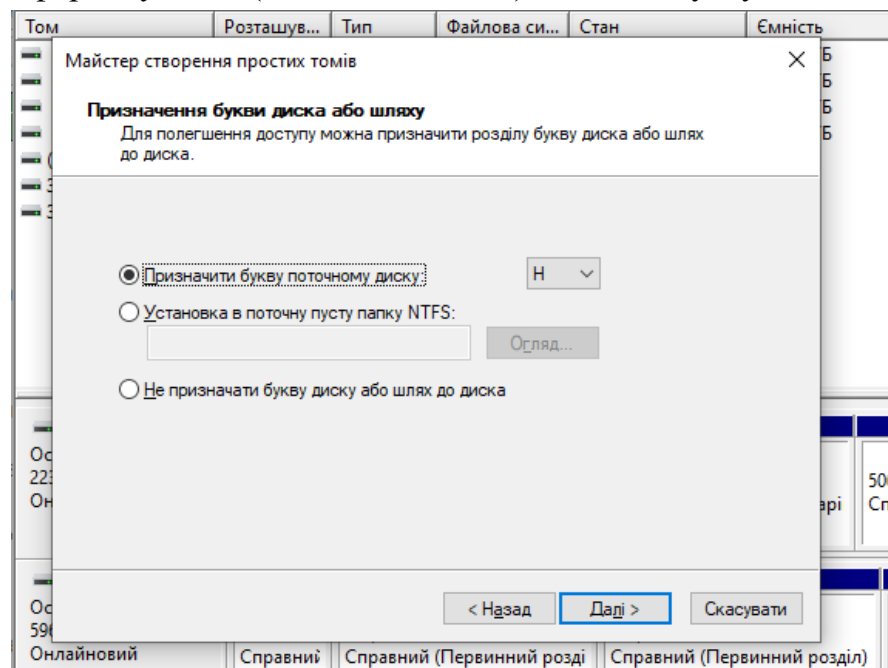 Том Розташув... Тип Файлова си... Стан Ємність
Майстер створення простих томів
Призначення букви диска або шляху
Для полегшення доступу можна призначити розділу букву диска або шлях
до диска.
Призначити букву поточному диску: H
Установка в поточну пусту папку NTFS:
Огляд...
Не призначати букву диску або шлях до диска
< Назад Далі > Скасувати
Онлайновий Справний Справний (Первинний розді Справний (Первинний розділ)